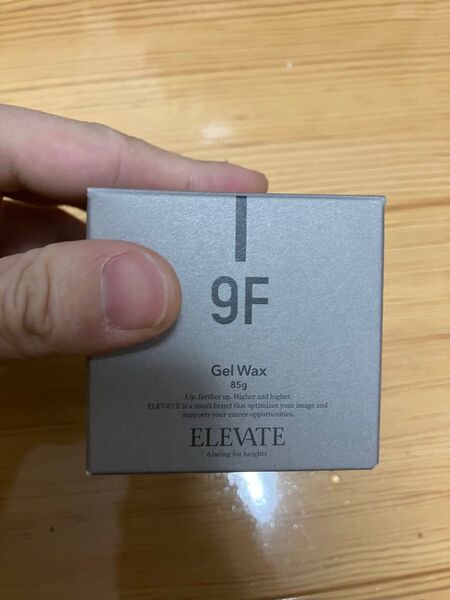 9F
Gel Wax
85g
Up, further up. Higher and higher.
ELEVATE is a men's brand that optimizes your image and
supports your career opportunities.
ELEVATE
Aiming for heights